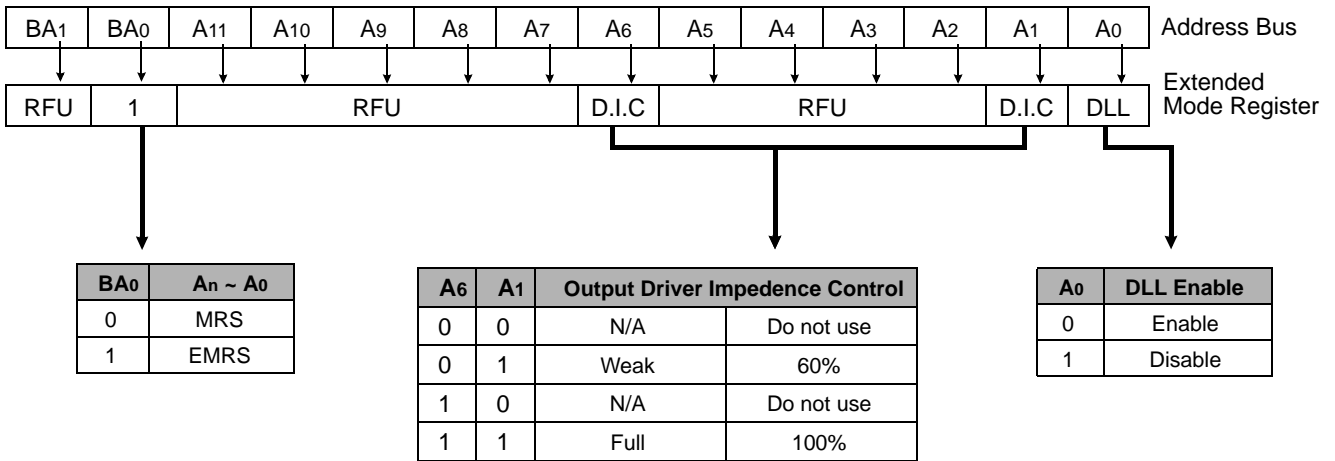 BA1 BA0 A11 A10 A9 A8 A7 A6 A5 A4 A3 A2 A1 A0 Address Bus
RFU 1 RFU D.I.C RFU D.I.C DLL Extended
Mode Register
BA0 An ~ A0
0 MRS
1 EMRS
A6 A1 Output Driver Impedence Control
0 0 N/A Do not use
0 1 Weak 60%
1 0 N/A Do not use
1 1 Full 100%
A0 DLL Enable
0 Enable
1 Disable